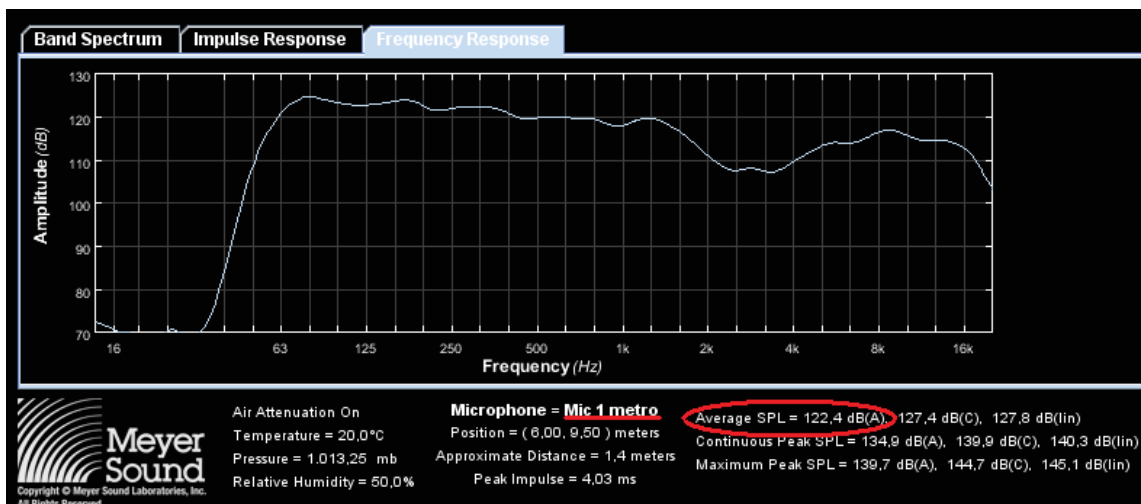 Band Spectrum Impulse Response Frequency Response
130
120
110
100
90
80
70
Amplitude (dB)
16 63 125 250 500 1k 2k 4k 8k 16k
Frequency (Hz)
Meyer
Sound
Copyright © Meyer Sound Laboratories, Inc.
All Rights Reserved
Air Attenuation On
Temperature = 20,0°C
Pressure = 1.013,25 mb
Relative Humidity = 50,0%
Microphone = Mic 1 metro
Position = ( 6,00, 9,50 ) meters
Approximate Distance = 1,4 meters
Peak Impulse = 4,03 ms
Average SPL = 122,4 dB(A), 127,4 dB(C), 127,8 dB(lin)
Continuous Peak SPL = 134,9 dB(A), 139,9 dB(C), 140,3 dB(lin)
Maximum Peak SPL = 139,7 dB(A), 144,7 dB(C), 145,1 dB(lin)